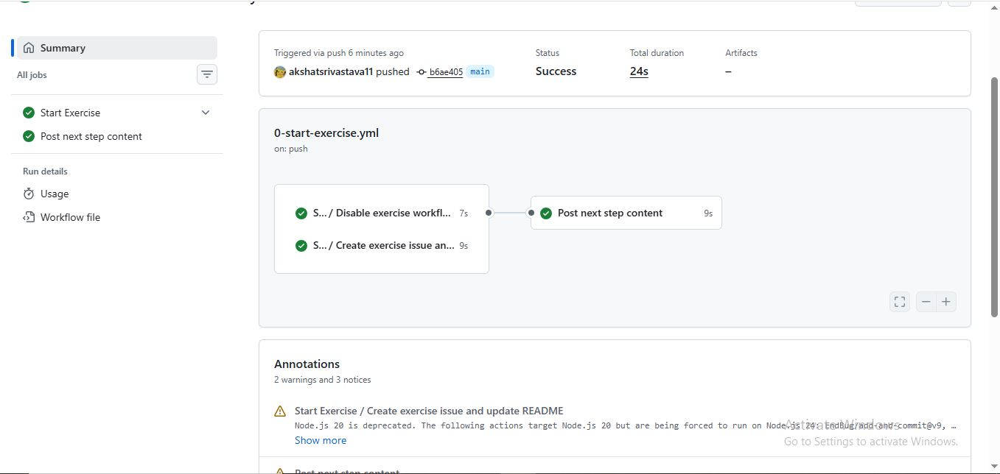 Summary
All jobs
Start Exercise
Post next step content
Run details
Usage
Workflow file
Triggered via push 6 minutes ago
akshatsrivastava11 pushed b6ae405 main
Status
Success
Total duration
24s
Artifacts
–
0-start-exercise.yml
on: push
S... / Disable exercise workfl... 7s
S... / Create exercise issue an... 9s
Post next step content 9s
Annotations
2 warnings and 3 notices
Start Exercise / Create exercise issue and update README
Node.js 20 is deprecated. The following actions target Node.js 20 but are being forced to run on Node.js 24: EndBug/add-and-commit@v9, …
Show more
Activate Windows
Go to Settings to activate Windows.
Post next step content